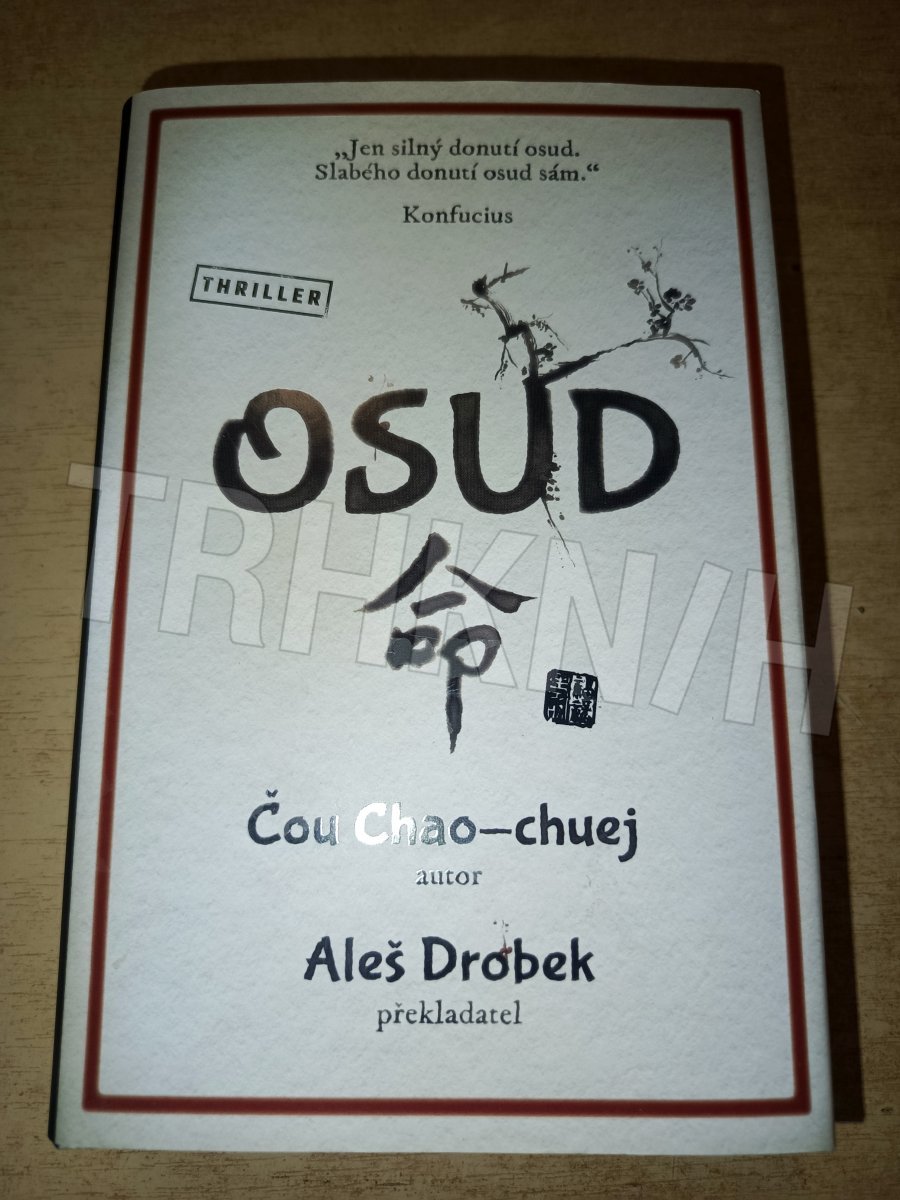 „Jen silný donutí osud.
Slabého donutí osud sám.“
Konfucius
THRILLER
OSUD
命
Čou Chao–chuej
autor
Aleš Drobek
překladatel
TRHKN/H